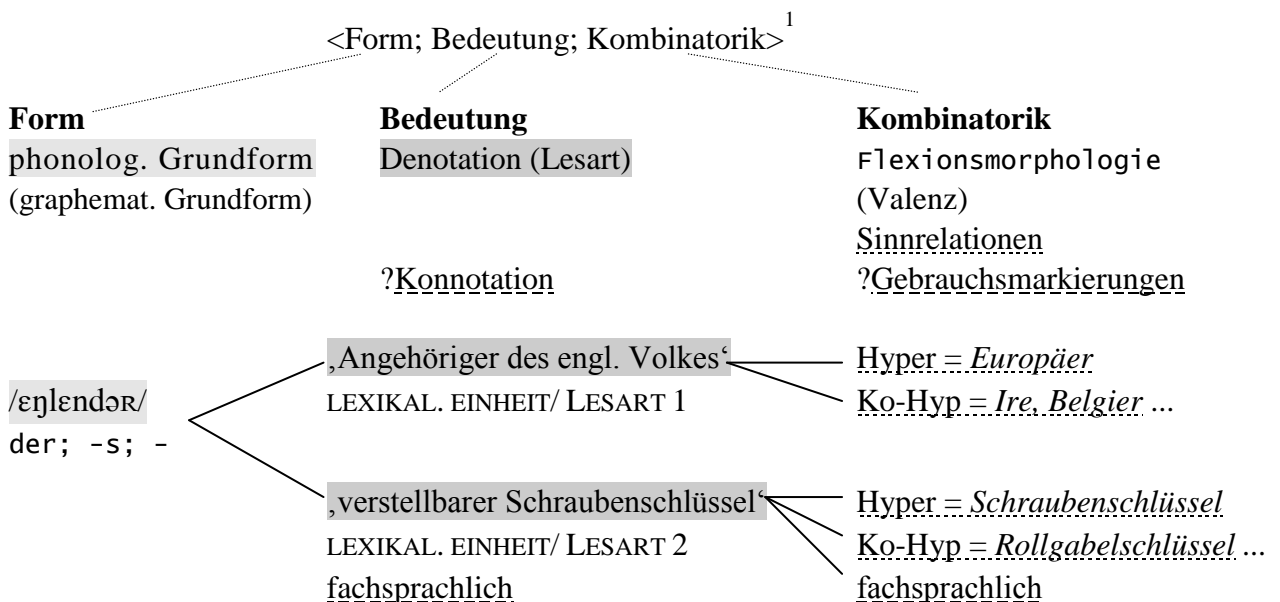 <Form; Bedeutung; Kombinatorik>1
Form Bedeutung Kombinatorik
phonolog. Grundform Denotation (Lesart) Flexionsmorphologie
(graphemat. Grundform) (Valenz)
Sinnrelationen
?Konnotation ?Gebrauchsmarkierungen
‚Angehöriger des engl. Volkes‘ Hyper = Europäer
/ɛŋlɛndəʀ/ LEXIKAL. EINHEIT/ LESART 1 Ko-Hyp = Ire, Belgier ...
der; -s; -
‚verstellbarer Schraubenschlüssel‘ Hyper = Schraubenschlüssel
LEXIKAL. EINHEIT/ LESART 2 Ko-Hyp = Rollgabelschlüssel ...
fachsprachlich fachsprachlich